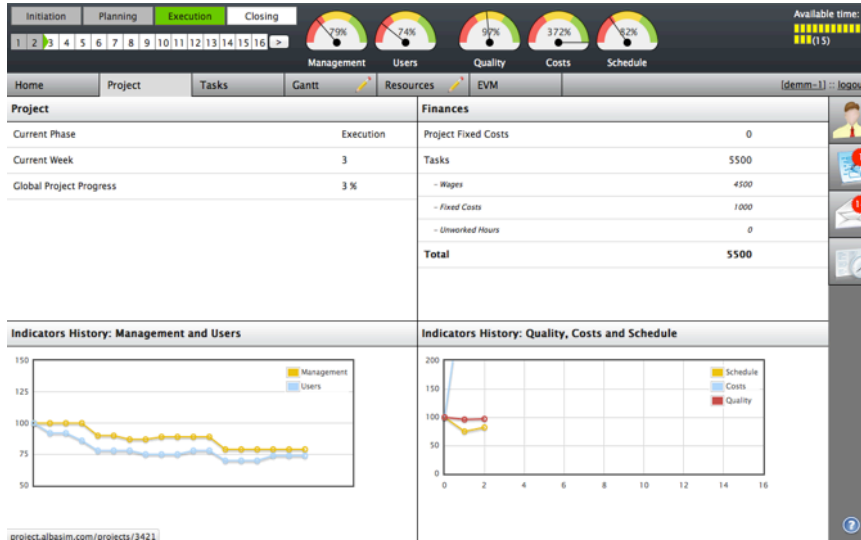 Initiation Planning Execution Closing
Available time:
1 2 3 4 5 6 7 8 9 10 11 12 13 14 15 16 >
79% 74% 97% 372% 82%
(15)
Management Users Quality Costs Schedule
Home Project Tasks Gantt Resources EVM [demm-1] :: logou
Project
Current Phase Execution
Current Week 3
Global Project Progress 3 %
Finances
Project Fixed Costs 0
Tasks 5500
- Wages 4500
- Fixed Costs 1000
- Unworked Hours 0
Total 5500
Indicators History: Management and Users
150
125
100
75
50
Management
Users
Indicators History: Quality, Costs and Schedule
200
150
100
50
0
Schedule
Costs
Quality
0 2 4 6 8 10 12 14 16
project.albasim.com/projects/3421
?